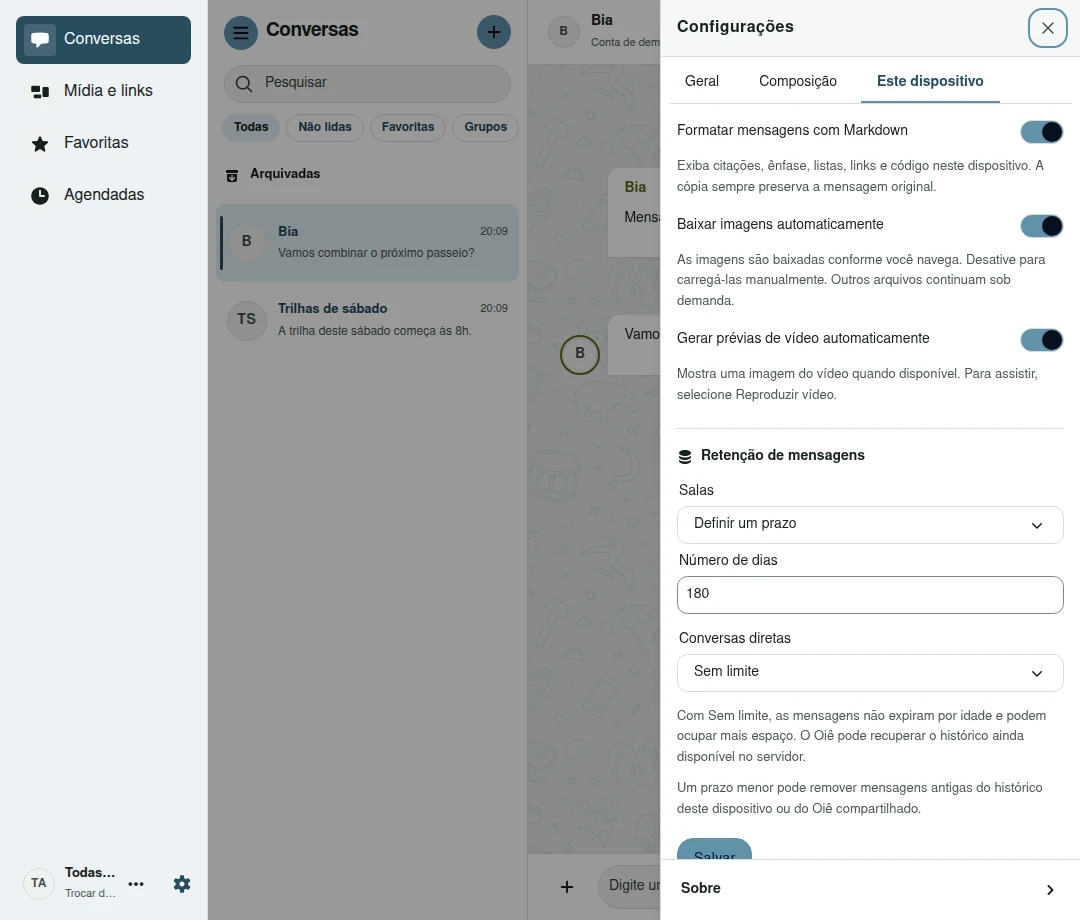 Conversas
Mídia e links
Favoritas
Agendadas
TA
Todas...
Trocar d...
Conversas
Pesquisar
Todas
Não lidas
Favoritas
Grupos
Arquivadas
B
Bia
20:09
Vamos combinar o próximo passeio?
TS
Trilhas de sábado
20:09
A trilha deste sábado começa às 8h.
B
Bia
Conta de dem
Bia
Mensa
B
Vamo
Digite un
Configurações
Geral
Composição
Este dispositivo
Formatar mensagens com Markdown
Exiba citações, ênfase, listas, links e código neste dispositivo. A
cópia sempre preserva a mensagem original.
Baixar imagens automaticamente
As imagens são baixadas conforme você navega. Desative para
carregá-las manualmente. Outros arquivos continuam sob
demanda.
Gerar prévias de vídeo automaticamente
Mostra uma imagem do vídeo quando disponível. Para assistir,
selecione Reproduzir vídeo.
Retenção de mensagens
Salas
Definir um prazo
Número de dias
180
Conversas diretas
Sem limite
Com Sem limite, as mensagens não expiram por idade e podem
ocupar mais espaço. O Oiê pode recuperar o histórico ainda
disponível no servidor.
Um prazo menor pode remover mensagens antigas do histórico
deste dispositivo ou do Oiê compartilhado.
Salvar
Sobre